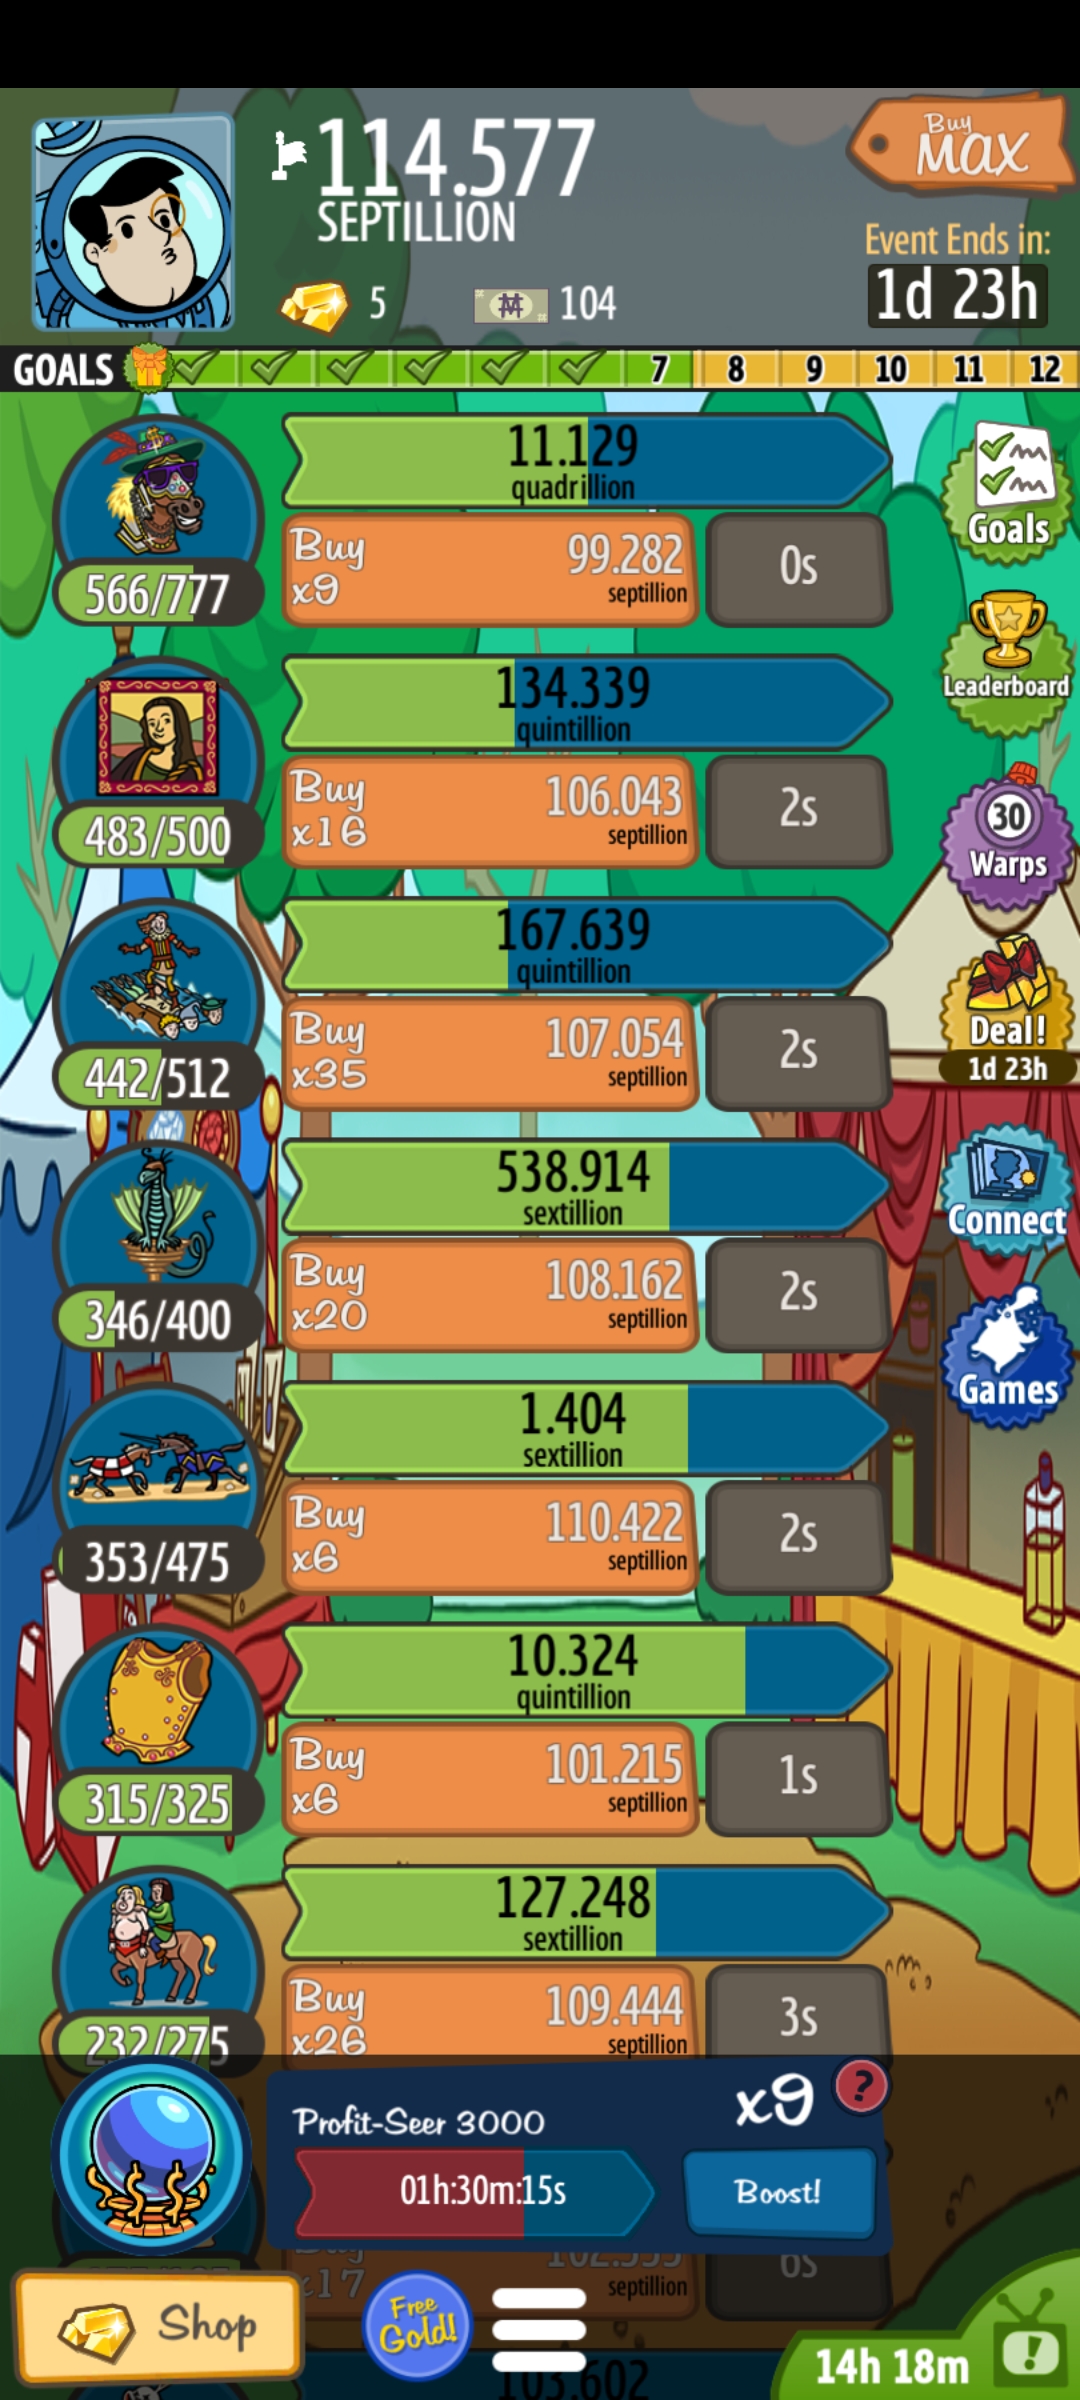 114.577
SEPTILLION
5
104
Buy
MAX
Event Ends in:
1d 23h
GOALS
7 8 9 10 11 12
11.129
quadrillion
Buy
x9
99.282
septillion
0s
566/777
Goals
134.339
quintillion
Buy
x16
106.043
septillion
2s
483/500
Leaderboard
30
Warps
167.639
quintillion
Buy
x35
107.054
septillion
2s
442/512
Deal!
1d 23h
538.914
sextillion
Buy
x20
108.162
septillion
2s
346/400
Connect
Games
1.404
sextillion
Buy
x6
110.422
septillion
2s
353/475
10.324
quintillion
Buy
x6
101.215
septillion
1s
315/325
127.248
sextillion
Buy
x26
109.444
septillion
3s
232/275
Profit-Seer 3000
x9
?
01h:30m:15s
Boost!
Buy
x17
septillion
6s
Shop
Free
Gold!
103.602
14h 18m
!